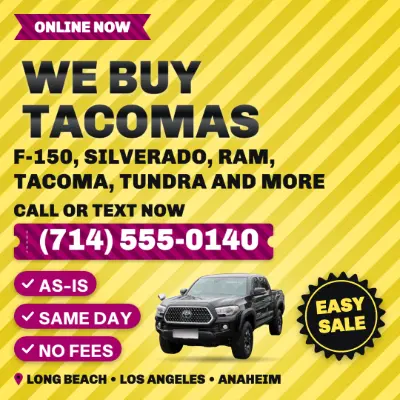 ONLINE NOW
WE BUY
TACOMAS
F-150, SILVERADO, RAM,
TACOMA, TUNDRA AND MORE
CALL OR TEXT NOW
(714) 555-0140
AS-IS
SAME DAY
NO FEES
EASY
SALE
LONG BEACH • LOS ANGELES • ANAHEIM